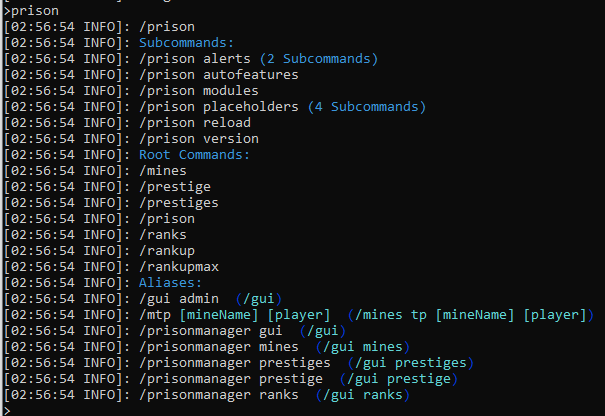 >prison
[02:56:54 INFO]: /prison
[02:56:54 INFO]: Subcommands:
[02:56:54 INFO]: /prison alerts (2 Subcommands)
[02:56:54 INFO]: /prison autofeatures
[02:56:54 INFO]: /prison modules
[02:56:54 INFO]: /prison placeholders (4 Subcommands)
[02:56:54 INFO]: /prison reload
[02:56:54 INFO]: /prison version
[02:56:54 INFO]: Root Commands:
[02:56:54 INFO]: /mines
[02:56:54 INFO]: /prestige
[02:56:54 INFO]: /prestiges
[02:56:54 INFO]: /prison
[02:56:54 INFO]: /ranks
[02:56:54 INFO]: /rankup
[02:56:54 INFO]: /rankupmax
[02:56:54 INFO]: Aliases:
[02:56:54 INFO]: /gui admin  (/gui)
[02:56:54 INFO]: /mtp [mineName] [player]  (/mines tp [mineName] [player])
[02:56:54 INFO]: /prisonmanager gui  (/gui)
[02:56:54 INFO]: /prisonmanager mines  (/gui mines)
[02:56:54 INFO]: /prisonmanager prestiges  (/gui prestiges)
[02:56:54 INFO]: /prisonmanager prestige  (/gui prestige)
[02:56:54 INFO]: /prisonmanager ranks  (/gui ranks)
>